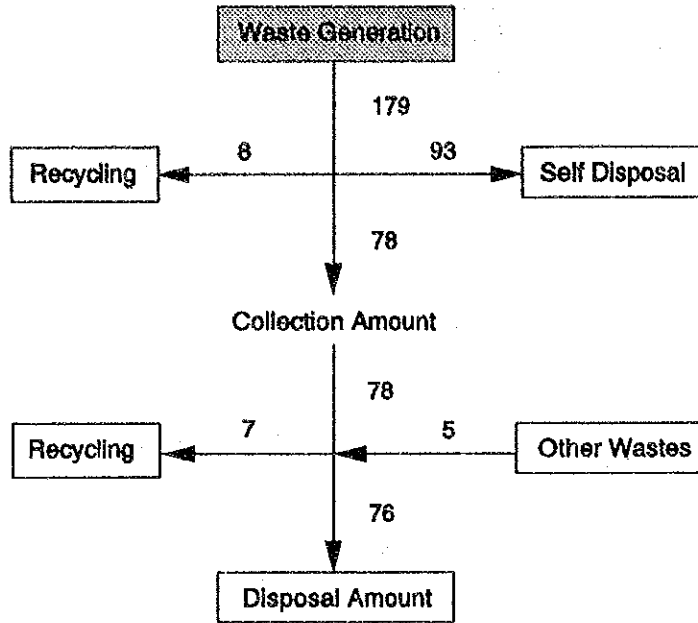 Waste Generation
179
Recycling
8
93
Self Disposal
78
Collection Amount
78
Recycling
7
5
Other Wastes
76
Disposal Amount